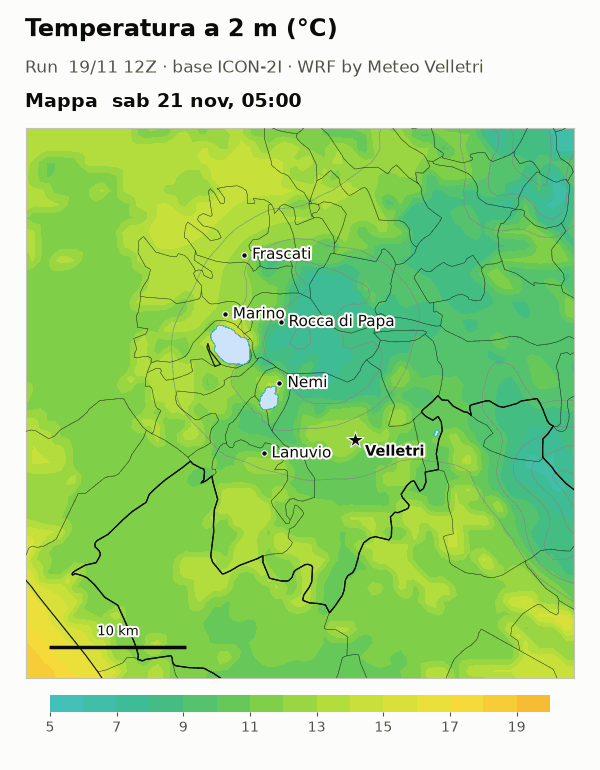 Temperatura a 2 m (°C)
Run  19/11 12Z · base ICON-2I · WRF by Meteo Velletri
Mappa  sab 21 nov, 05:00
Frascati
Marino
Rocca di Papa
Nemi
Velletri
Lanuvio
10 km
5 7 9 11 13 15 17 19